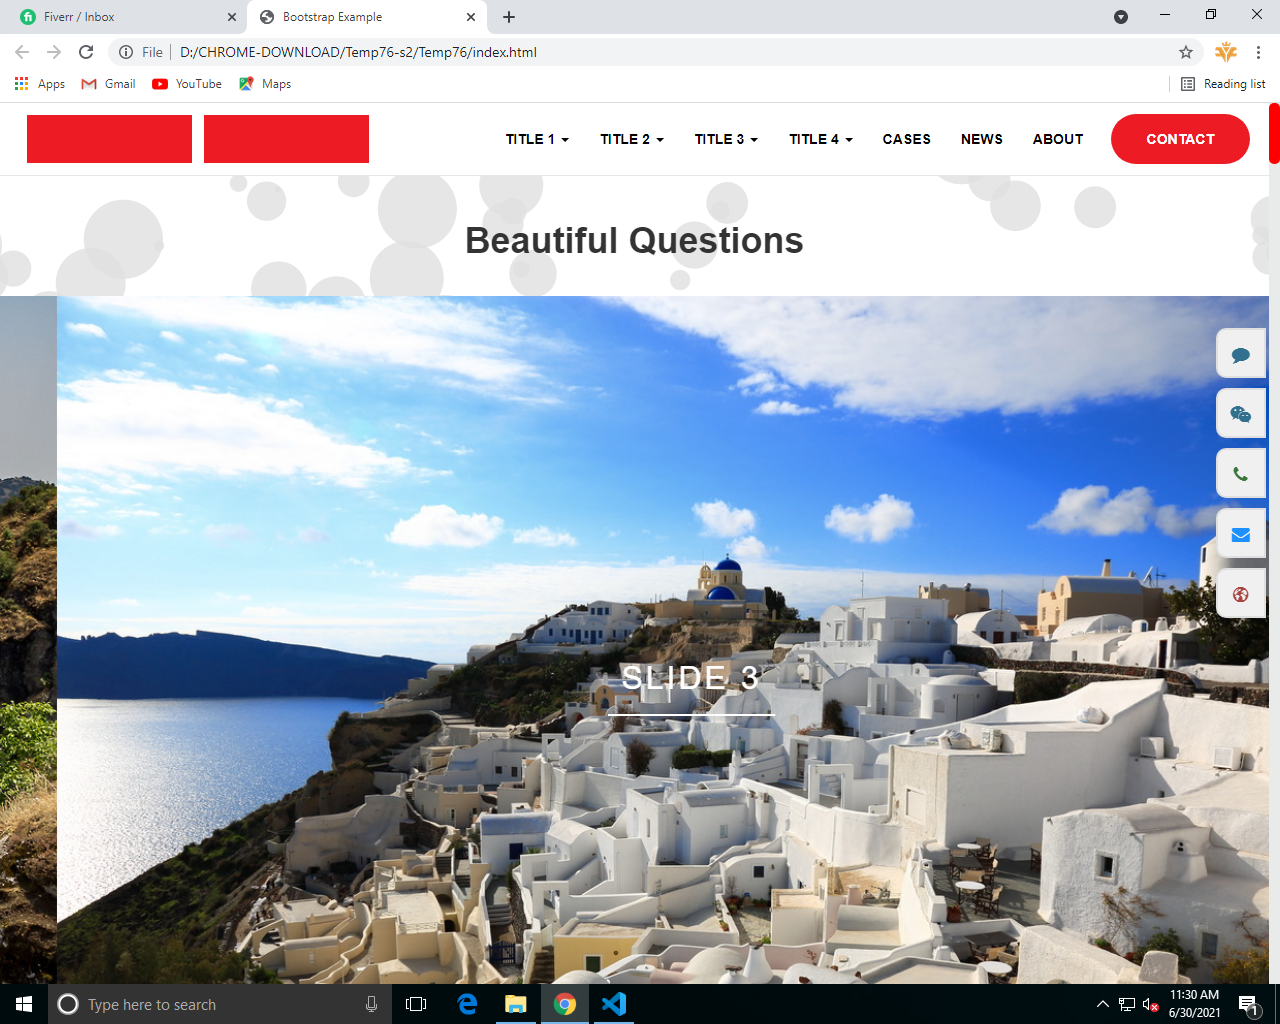 Fiverr / Inbox
Bootstrap Example
File
D:/CHROME-DOWNLOAD/Temp76-s2/Temp76/index.html
Apps
Gmail
YouTube
Maps
Reading list
TITLE 1
TITLE 2
TITLE 3
TITLE 4
CASES
NEWS
ABOUT
CONTACT
Beautiful Questions
SLIDE 3
Type here to search
11:30 AM
6/30/2021
1